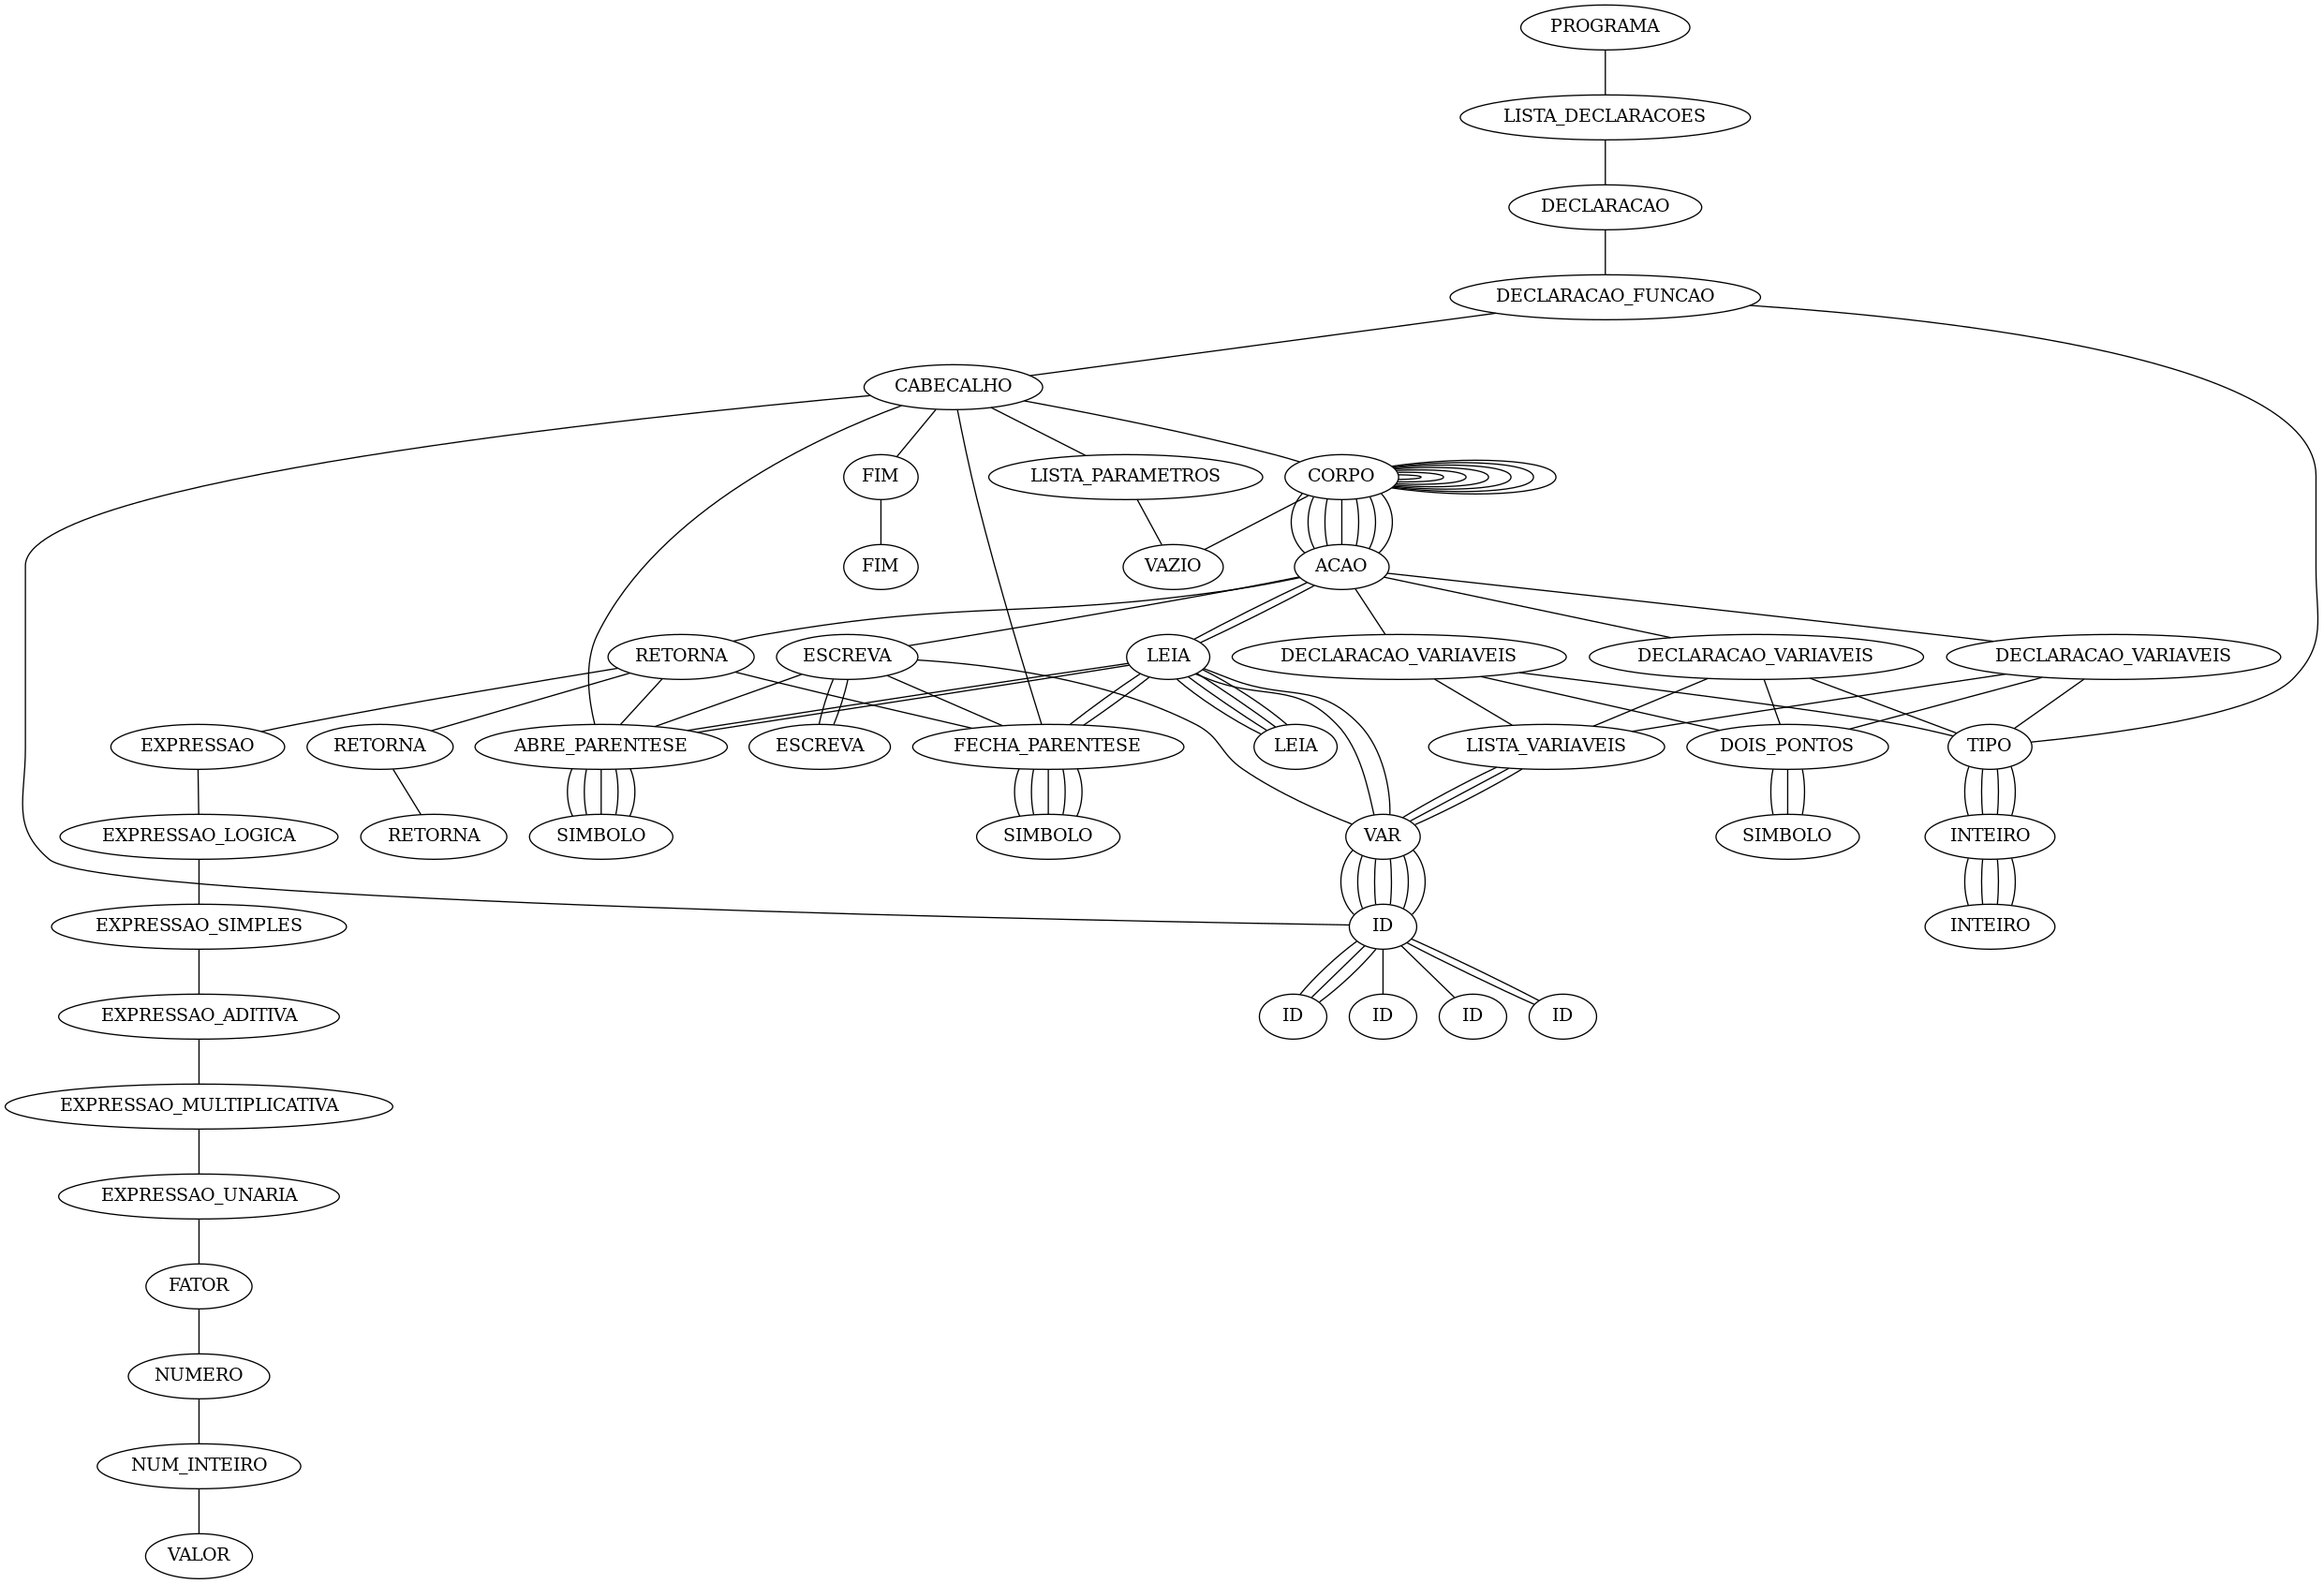 PROGRAMA
LISTA_DECLARACOES
DECLARACAO
DECLARACAO_FUNCAO
CABECALHO
FIM
LISTA_PARAMETROS
CORPO
FIM
VAZIO
ACAO
RETORNA
ESCREVA
LEIA
DECLARACAO_VARIAVEIS
DECLARACAO_VARIAVEIS
DECLARACAO_VARIAVEIS
EXPRESSAO
RETORNA
ABRE_PARENTESE
ESCREVA
FECHA_PARENTESE
LEIA
LISTA_VARIAVEIS
DOIS_PONTOS
TIPO
EXPRESSAO_LOGICA
RETORNA
SIMBOLO
SIMBOLO
VAR
SIMBOLO
INTEIRO
EXPRESSAO_SIMPLES
ID
INTEIRO
EXPRESSAO_ADITIVA
ID
ID
ID
ID
EXPRESSAO_MULTIPLICATIVA
EXPRESSAO_UNARIA
FATOR
NUMERO
NUM_INTEIRO
VALOR